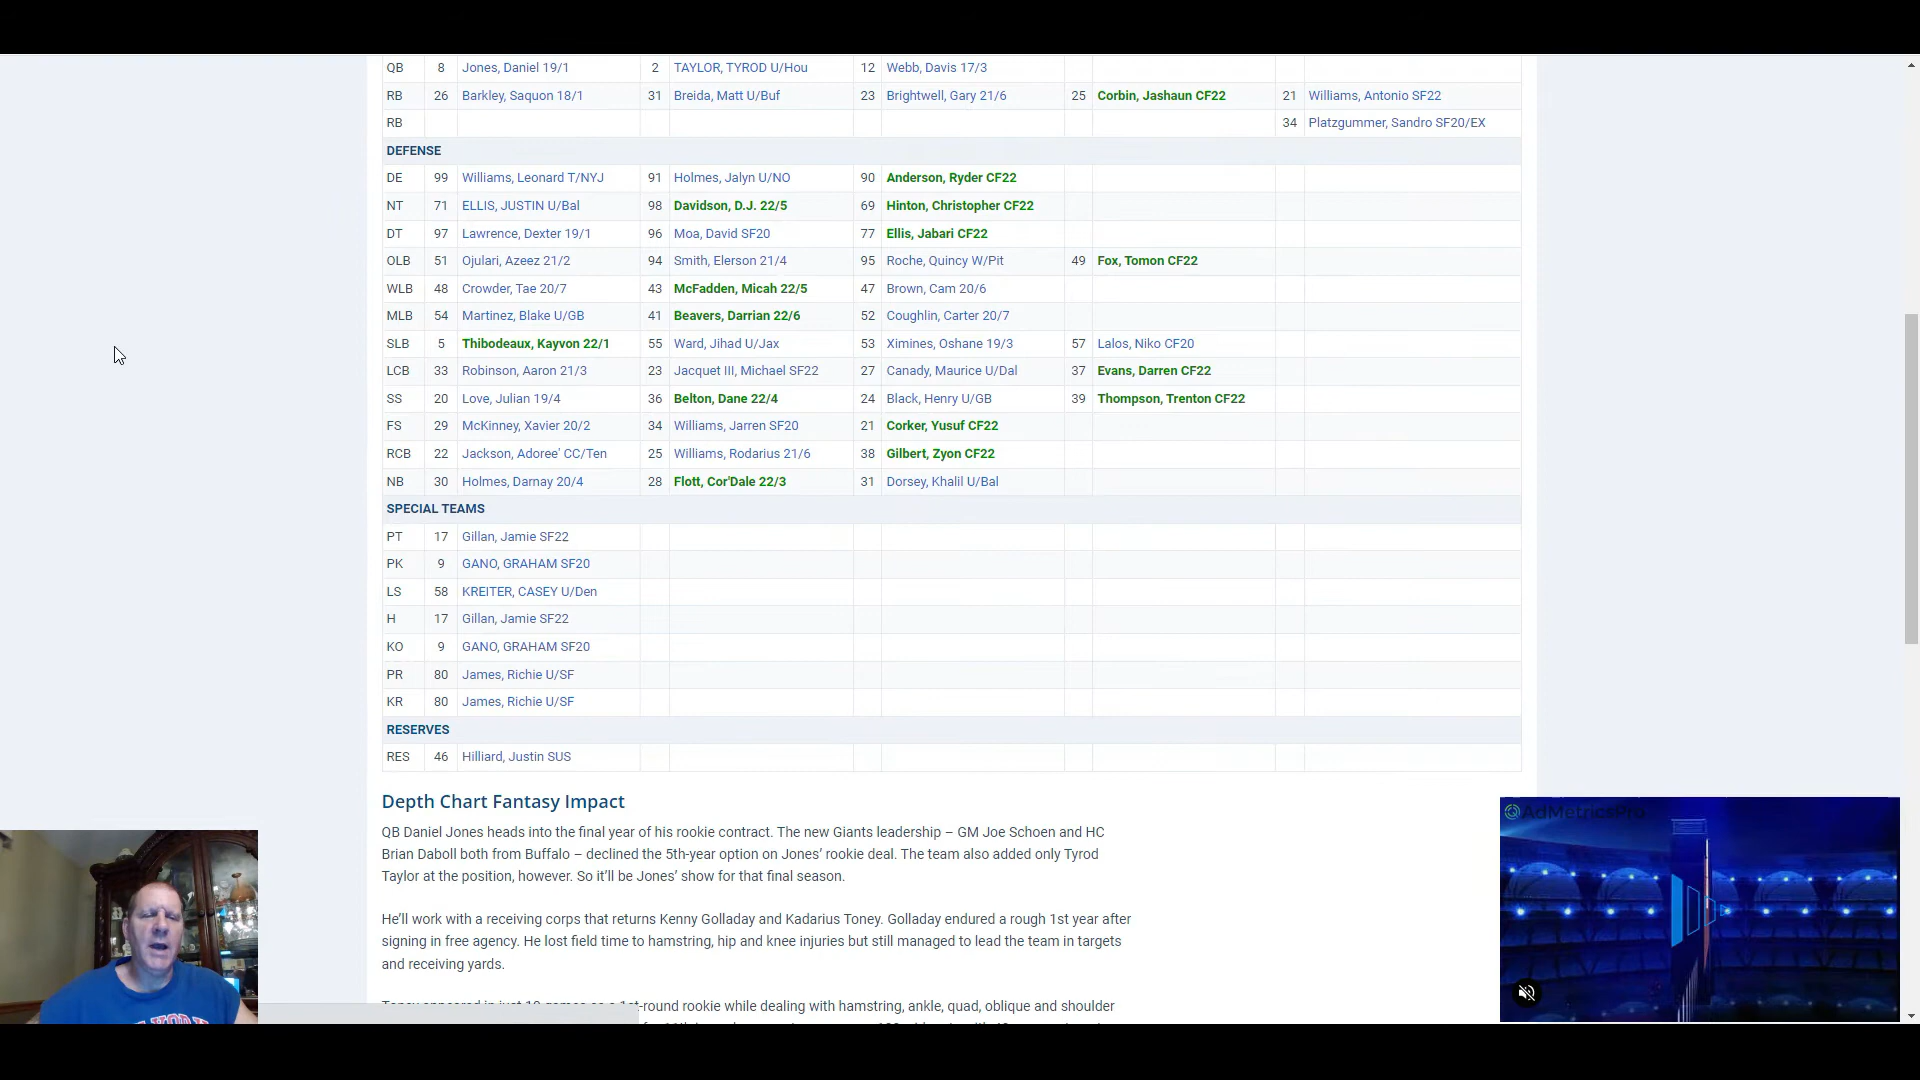 QB 8 Jones, Daniel 19/1 2 TAYLOR, TYROD U/Hou 12 Webb, Davis 17/3
RB 26 Barkley, Saquon 18/1 31 Breida, Matt U/Buf 23 Brightwell, Gary 21/6 25 Corbin, Jashaun CF22 21 Williams, Antonio SF22
RB 34 Platzgummer, Sandro SF20/EX
DEFENSE
DE 99 Williams, Leonard T/NYJ 91 Holmes, Jalyn U/NO 90 Anderson, Ryder CF22
NT 71 ELLIS, JUSTIN U/Bal 98 Davidson, D.J. 22/5 69 Hinton, Christopher CF22
DT 97 Lawrence, Dexter 19/1 96 Moa, David SF20 77 Ellis, Jabari CF22
OLB 51 Ojulari, Azeez 21/2 94 Smith, Elerson 21/4 95 Roche, Quincy W/Pit 49 Fox, Tomon CF22
WLB 48 Crowder, Tae 20/7 43 McFadden, Micah 22/5 47 Brown, Cam 20/6
MLB 54 Martinez, Blake U/GB 41 Beavers, Darrian 22/6 52 Coughlin, Carter 20/7
SLB 5 Thibodeaux, Kayvon 22/1 55 Ward, Jihad U/Jax 53 Ximines, Oshane 19/3 57 Lalos, Niko CF20
LCB 33 Robinson, Aaron 21/3 23 Jacquet III, Michael SF22 27 Canady, Maurice U/Dal 37 Evans, Darren CF22
SS 20 Love, Julian 19/4 36 Belton, Dane 22/4 24 Black, Henry U/GB 39 Thompson, Trenton CF22
FS 29 McKinney, Xavier 20/2 34 Williams, Jarren SF20 21 Corker, Yusuf CF22
RCB 22 Jackson, Adoree' CC/Ten 25 Williams, Rodarius 21/6 38 Gilbert, Zyon CF22
NB 30 Holmes, Darnay 20/4 28 Flott, Cor'Dale 22/3 31 Dorsey, Khalil U/Bal
SPECIAL TEAMS
PT 17 Gillan, Jamie SF22
PK 9 GANO, GRAHAM SF20
LS 58 KREITER, CASEY U/Den
H 17 Gillan, Jamie SF22
KO 9 GANO, GRAHAM SF20
PR 80 James, Richie U/SF
KR 80 James, Richie U/SF
RESERVES
RES 46 Hilliard, Justin SUS
Depth Chart Fantasy Impact
QB Daniel Jones heads into the final year of his rookie contract. The new Giants leadership – GM Joe Schoen and HC
Brian Daboll both from Buffalo – declined the 5th-year option on Jones’ rookie deal. The team also added only Tyrod
Taylor at the position, however. So it’ll be Jones’ show for that final season.
He’ll work with a receiving corps that returns Kenny Golladay and Kadarius Toney. Golladay endured a rough 1st year after
signing in free agency. He lost field time to hamstring, hip and knee injuries but still managed to lead the team in targets
and receiving yards.
Toney appeared in just 10 games as a 1st-round rookie while dealing with hamstring, ankle, quad, oblique and shoulder
AdMetricsPro